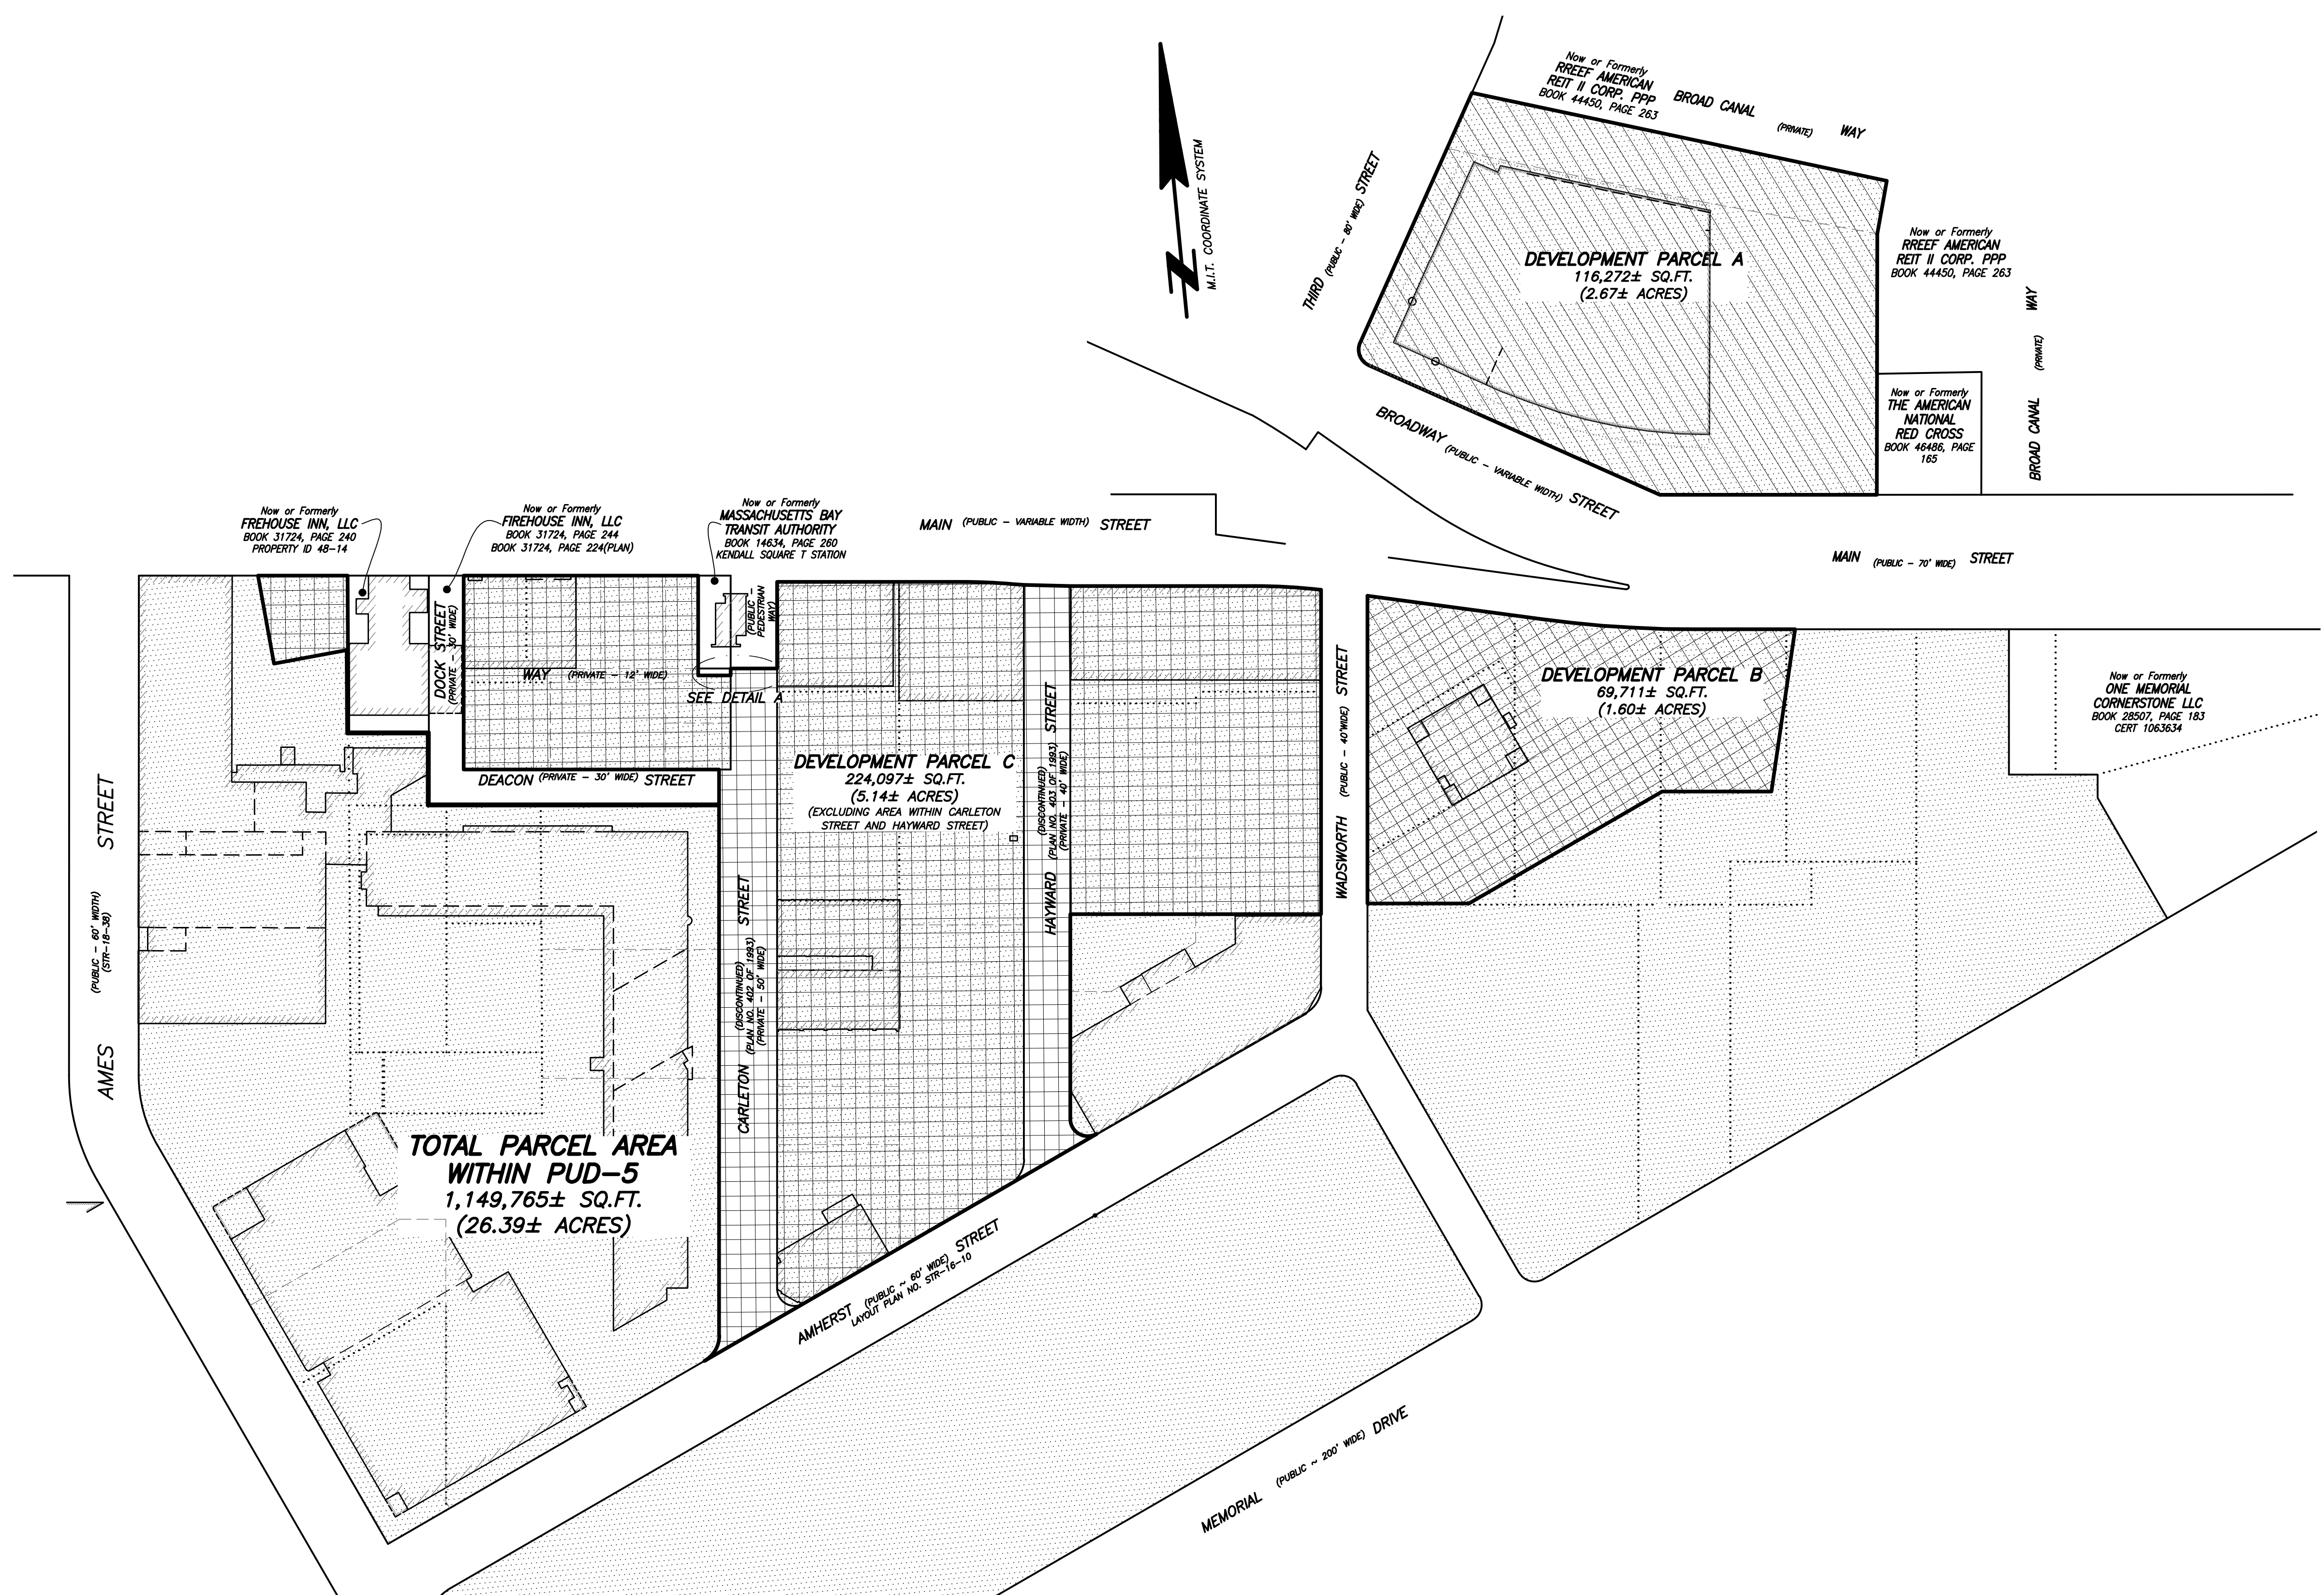 Now or Formerly
RREEF AMERICAN
REIT II CORP. PPP
BOOK 44450, PAGE 263
BROAD CANAL (PRIVATE) WAY
M.I.T. COORDINATE SYSTEM
THIRD (PUBLIC - 80' WIDE) STREET
DEVELOPMENT PARCEL A
116,272± SQ.FT.
(2.67± ACRES)
Now or Formerly
RREEF AMERICAN
REIT II CORP. PPP
BOOK 44450, PAGE 263
BROAD CANAL (PRIVATE) WAY
Now or Formerly
THE AMERICAN
NATIONAL
RED CROSS
BOOK 46486, PAGE
165
BROADWAY (PUBLIC - VARIABLE WIDTH) STREET
Now or Formerly
FREHOUSE INN, LLC
BOOK 31724, PAGE 240
PROPERTY ID 48-14
Now or Formerly
FIREHOUSE INN, LLC
BOOK 31724, PAGE 244
BOOK 31724, PAGE 224(PLAN)
Now or Formerly
MASSACHUSETTS BAY
TRANSIT AUTHORITY
BOOK 14634, PAGE 260
KENDALL SQUARE T STATION
MAIN (PUBLIC - VARIABLE WIDTH) STREET
MAIN (PUBLIC - 70' WIDE) STREET
DOCK STREET
(PRIVATE - 30' WIDE)
WAY (PRIVATE - 12' WIDE)
(PUBLIC -
PEDESTRIAN
WAY)
SEE DETAIL A
DEACON (PRIVATE - 30' WIDE) STREET
DEVELOPMENT PARCEL C
224,097± SQ.FT.
(5.14± ACRES)
(EXCLUDING AREA WITHIN CARLETON
STREET AND HAYWARD STREET)
HAYWARD STREET
(DISCONTINUED)
(PLAN NO. 403 OF 1993)
(PRIVATE - 40' WIDE)
WADSWORTH (PUBLIC - 40'WIDE) STREET
DEVELOPMENT PARCEL B
69,711± SQ.FT.
(1.60± ACRES)
Now or Formerly
ONE MEMORIAL
CORNERSTONE LLC
BOOK 28507, PAGE 183
CERT 1063634
AMES STREET
(PUBLIC - 60' WIDTH)
(STR-18-38)
CARLETON STREET
(DISCONTINUED)
(PLAN NO. 402 OF 1993)
(PRIVATE - 50' WIDE)
TOTAL PARCEL AREA
WITHIN PUD-5
1,149,765± SQ.FT.
(26.39± ACRES)
AMHERST (PUBLIC ~ 60' WIDE) STREET
LAYOUT PLAN NO. STR-16-10
MEMORIAL (PUBLIC ~ 200' WIDE) DRIVE